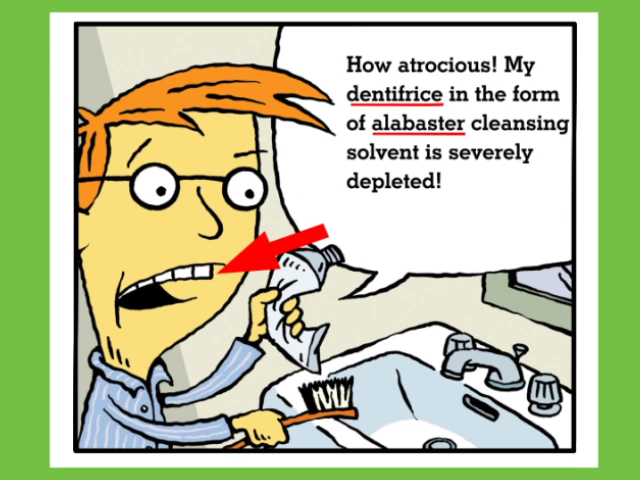 How atrocious! My
dentifrice in the form
of alabaster cleansing
solvent is severely
depleted!